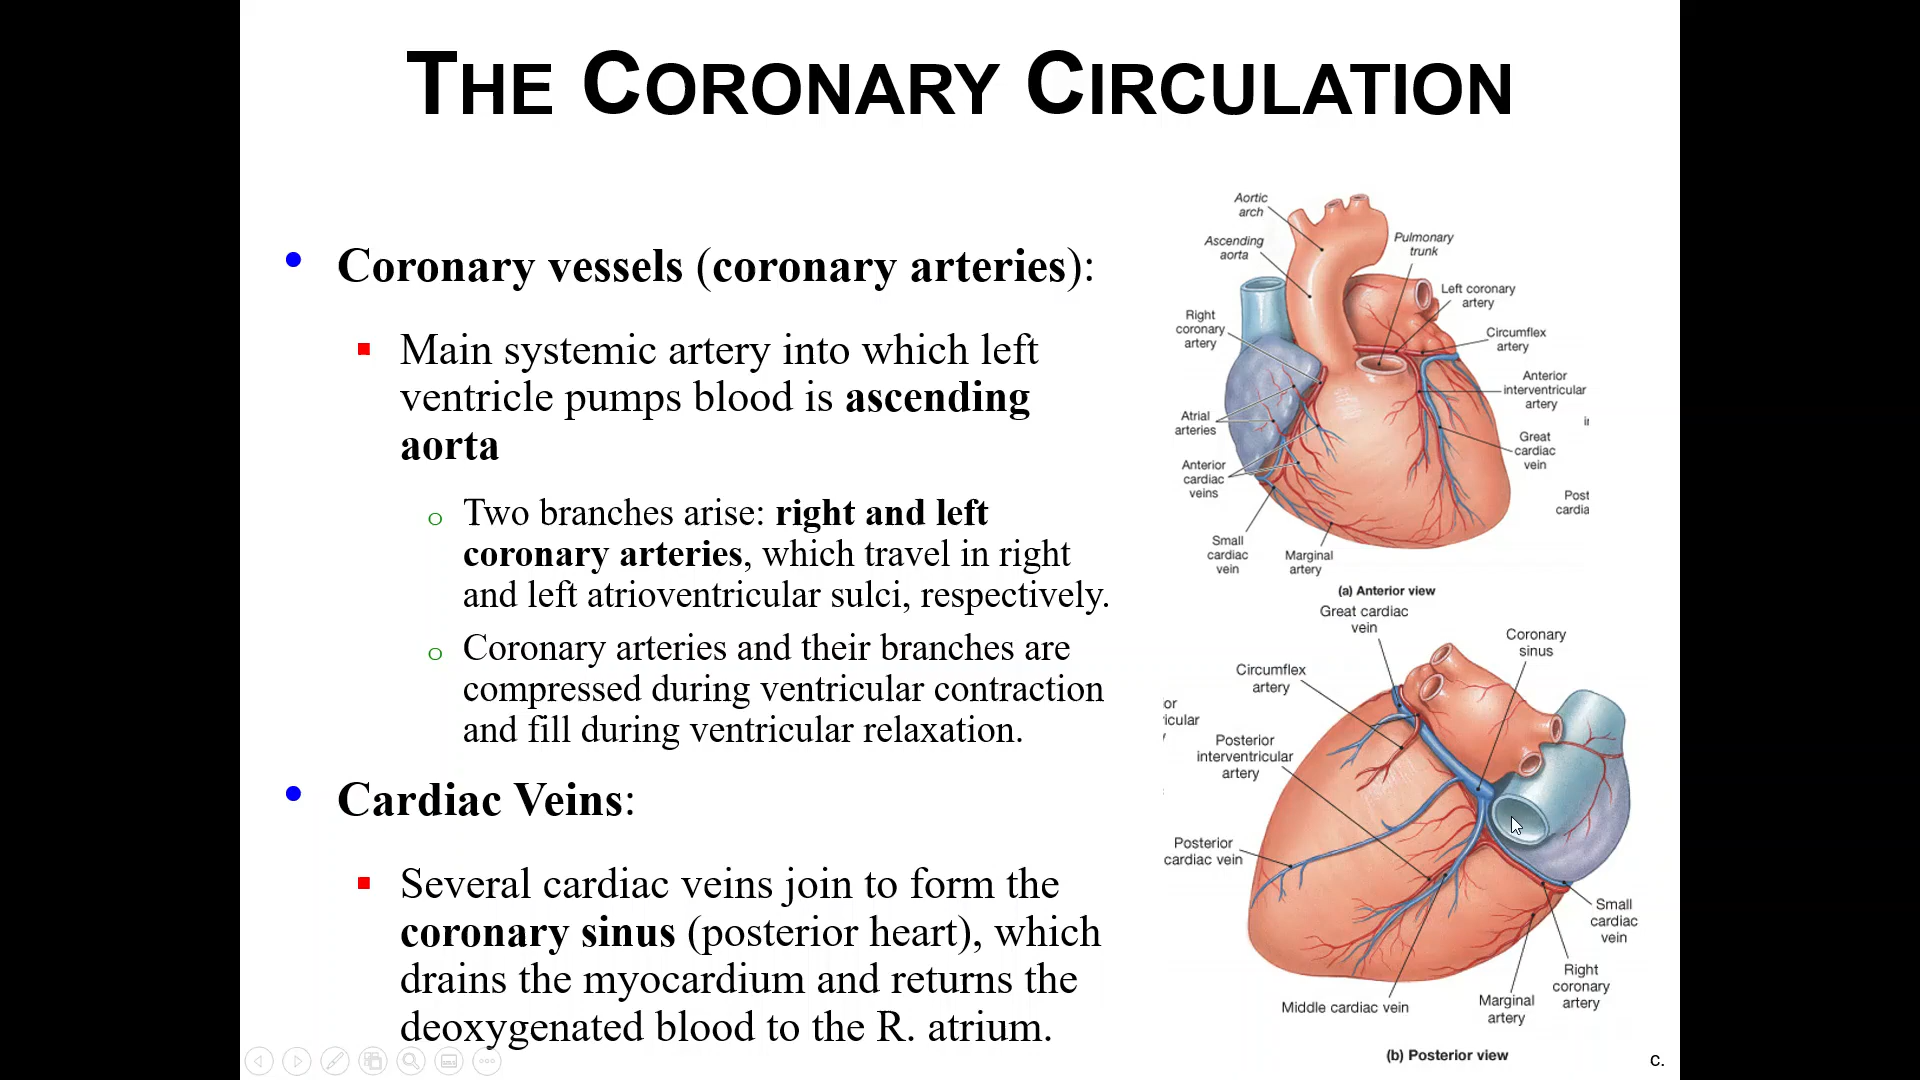 THE CORONARY CIRCULATION
• Coronary vessels (coronary arteries):
▪ Main systemic artery into which left
ventricle pumps blood is ascending
aorta
o Two branches arise: right and left
coronary arteries, which travel in right
and left atrioventricular sulci, respectively.
o Coronary arteries and their branches are
compressed during ventricular contraction
and fill during ventricular relaxation.
• Cardiac Veins:
▪ Several cardiac veins join to form the
coronary sinus (posterior heart), which
drains the myocardium and returns the
deoxygenated blood to the R. atrium.
Aortic
arch
Ascending
aorta
Pulmonary
trunk
Left coronary
artery
Right
coronary
artery
Circumflex
artery
Anterior
interventricular
artery
Atrial
arteries
Great
cardiac
vein
Anterior
cardiac
veins
Post
cardia
Small
cardiac
vein
Marginal
artery
(a) Anterior view
Great cardiac
vein
Coronary
sinus
Circumflex
artery
or
icular
Posterior
interventricular
artery
Posterior
cardiac vein
Small
cardiac
vein
Right
coronary
artery
Middle cardiac vein
Marginal
artery
(b) Posterior view
c.